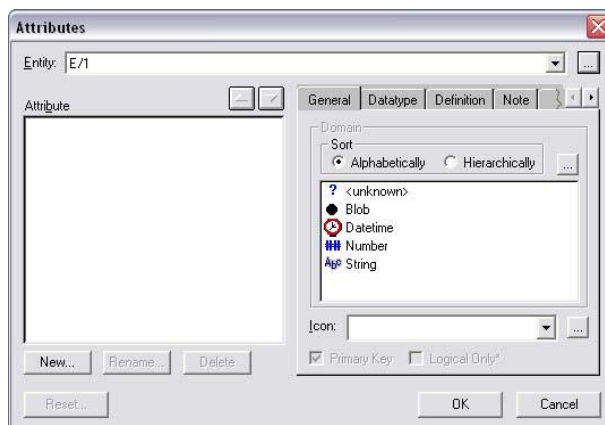 Attributes
Entity: E/1 ...
Attribute
General Datatype Definition Note
Domain
Sort
Alphabetically Hierarchically ...
? <unknown>
Blob
Datetime
## Number
ABC String
Icon: ...
New... Rename... Delete
Primary Key Logical Only*
Reset... OK Cancel